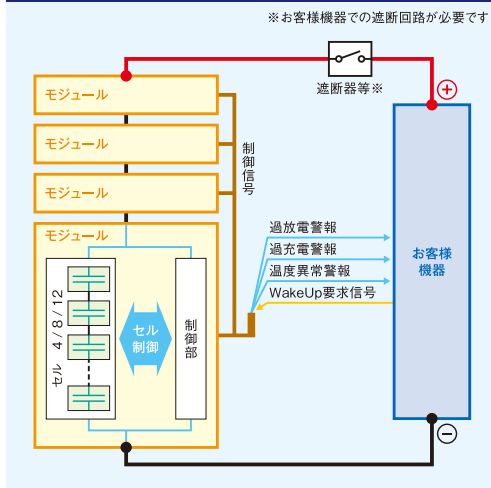 ※お客様機器での遮断回路が必要です
遮断器等※
+
モジュール
モジュール
モジュール
モジュール
制御信号
過放電警報
過充電警報
温度異常警報
WakeUp要求信号
お客様
機器
セル 4/8/12
セル
制御
制御部
−